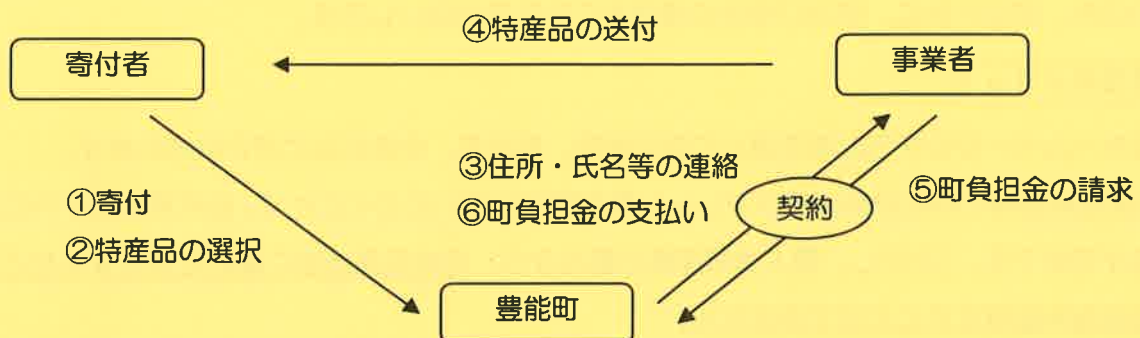 ④特産品の送付
寄付者
事業者
③住所・氏名等の連絡
⑥町負担金の支払い
契約
⑤町負担金の請求
①寄付
②特産品の選択
豊能町